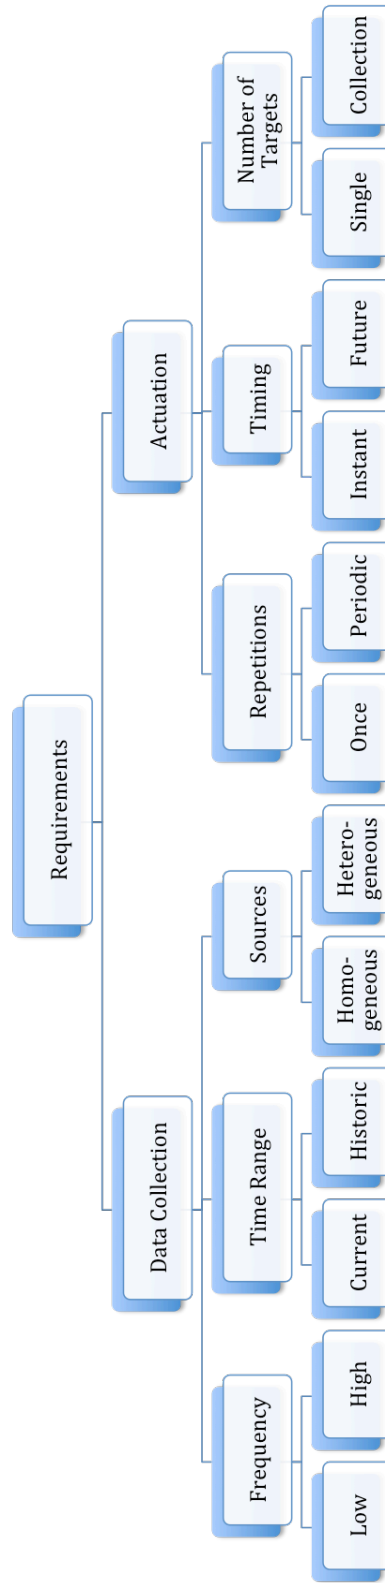 Requirements
Data Collection
Actuation
Frequency
Time Range
Sources
Repetitions
Timing
Number of
Targets
Low
High
Current
Historic
Homo-
geneous
Hetero-
geneous
Once
Periodic
Instant
Future
Single
Collection